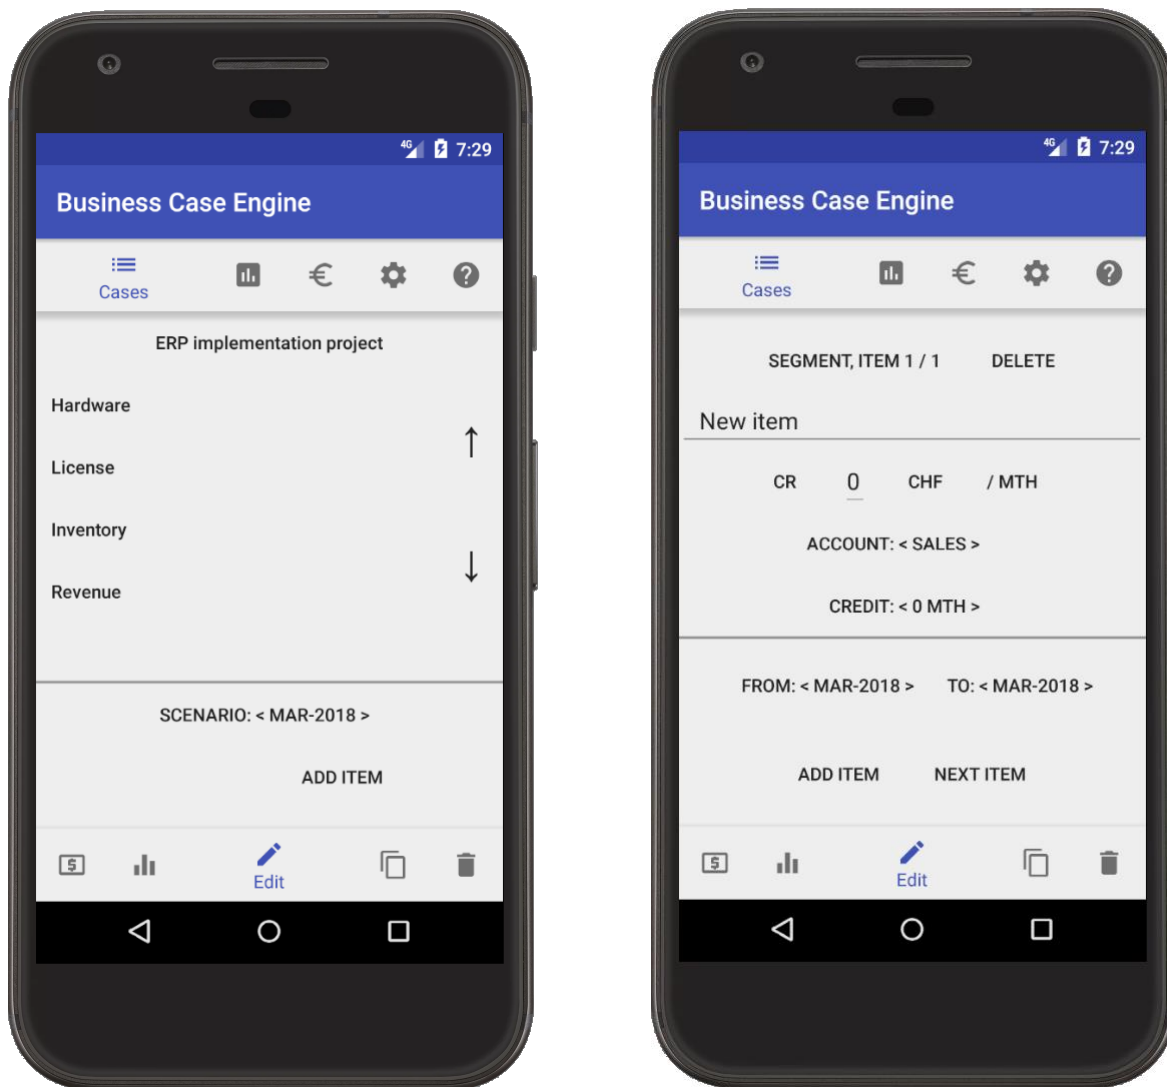 4G 7:29
Business Case Engine
Cases
€
?
ERP implementation project
Hardware
↑
License
Inventory
↓
Revenue
SCENARIO: < MAR-2018 >
ADD ITEM
$
Edit
4G 7:29
Business Case Engine
Cases
€
?
SEGMENT, ITEM 1 / 1 DELETE
New item
CR 0 CHF / MTH
ACCOUNT: < SALES >
CREDIT: < 0 MTH >
FROM: < MAR-2018 > TO: < MAR-2018 >
ADD ITEM NEXT ITEM
$
Edit